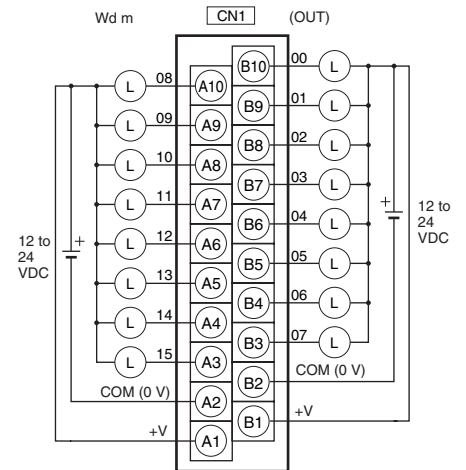 Wd m CN1 (OUT)
B10 00 L
L 08 A10
B9 01 L
L 09 A9
B8 02 L
L 10 A8
B7 03 L
L 11 A7
B6 04 L
L 12 A6
B5 05 L
L 13 A5
B4 06 L
L 14 A4
B3 07 L
L 15 A3
B2 COM (0 V)
COM (0 V) A2
B1 +V
+V A1
12 to
24
VDC
+
+
12 to
24
VDC